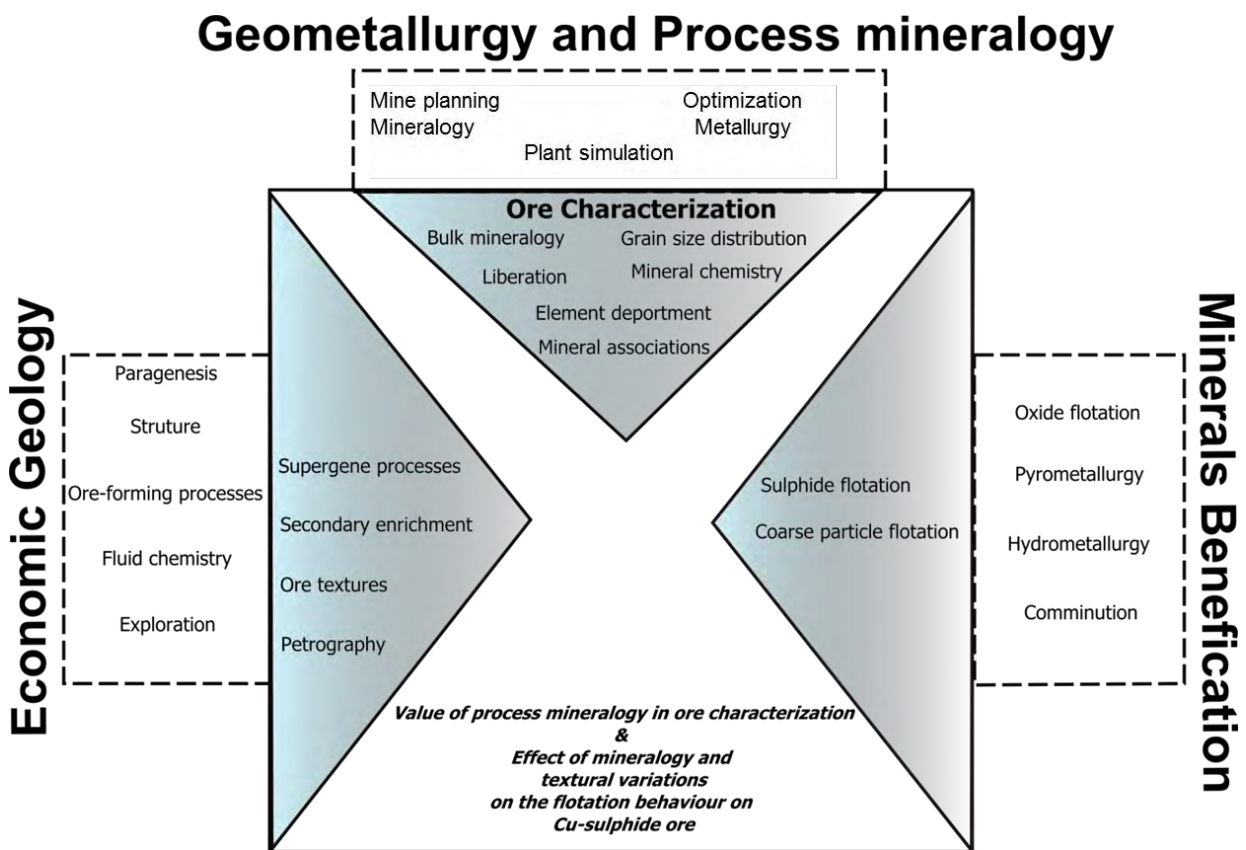 Geometallurgy and Process mineralogy
Mine planning
Optimization
Mineralogy
Metallurgy
Plant simulation
Ore Characterization
Bulk mineralogy
Grain size distribution
Liberation
Mineral chemistry
Element deportment
Mineral associations
Economic Geology
Paragenesis
Struture
Ore-forming processes
Fluid chemistry
Exploration
Supergene processes
Secondary enrichment
Ore textures
Petrography
Sulphide flotation
Coarse particle flotation
Oxide flotation
Pyrometallurgy
Hydrometallurgy
Comminution
Minerals Benefication
Value of process mineralogy in ore characterization
&
Effect of mineralogy and
textural variations
on the flotation behaviour on
Cu-sulphide ore